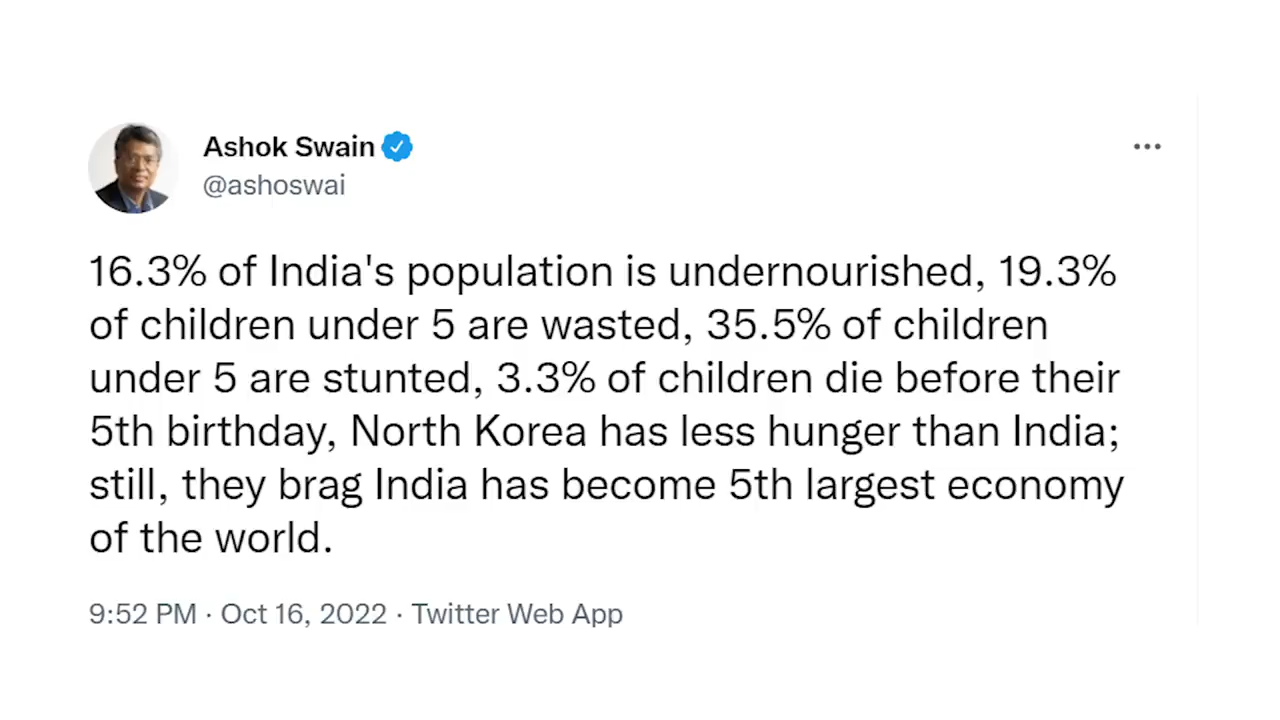 Ashok Swain
@ashoswai
16.3% of India's population is undernourished, 19.3%
of children under 5 are wasted, 35.5% of children
under 5 are stunted, 3.3% of children die before their
5th birthday, North Korea has less hunger than India;
still, they brag India has become 5th largest economy
of the world.
9:52 PM · Oct 16, 2022 · Twitter Web App